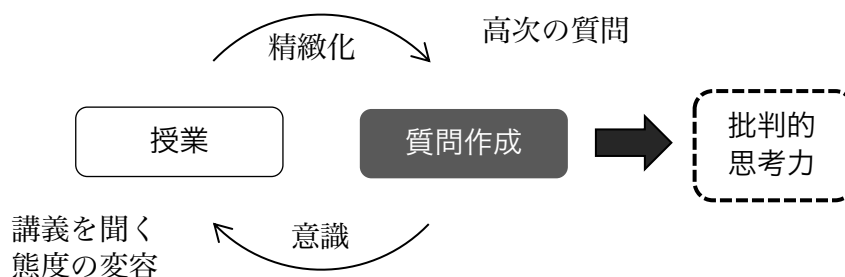 精緻化
高次の質問
授業
質問作成
批判的
思考力
講義を聞く
態度の変容
意識